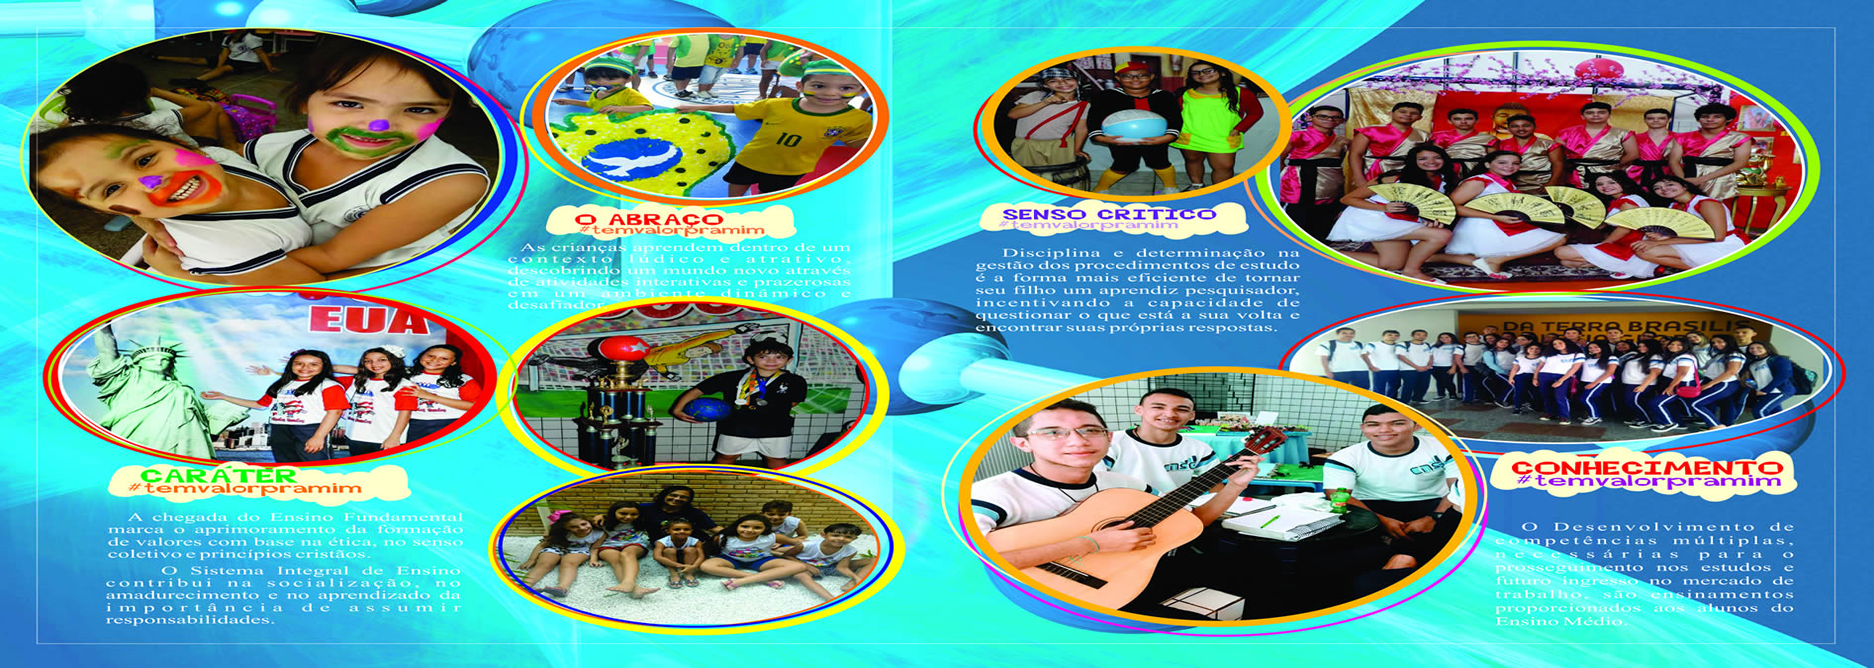 O ABRAÇO
#temvalorpramim
As crianças aprendem dentro de um
contexto lúdico e atrativo,
descobrindo um mundo novo através
de atividades interativas e prazerosas
em um ambiente dinâmico e
desafiador.
10
EUA
CARÁTER
#temvalorpramim
A chegada do Ensino Fundamental
marca o aprimoramento da formação
de valores com base na ética, no senso
coletivo e princípios cristãos.
O Sistema Integral de Ensino
contribui na socialização, no
amadurecimento e no aprendizado da
importância de assumir
responsabilidades.
SENSO CRITICO
#temvalorpramim
Disciplina e determinação na
gestão dos procedimentos de estudo
é a forma mais eficiente de tornar
seu filho um aprendiz pesquisador,
incentivando a capacidade de
questionar o que está a sua volta e
encontrar suas próprias respostas.
DA TERRA BRASILIS
CONHECIMENTO
#temvalorpramim
O Desenvolvimento de
competências múltiplas,
necessárias para o
prosseguimento nos estudos e
futuro ingresso no mercado de
trabalho, são ensinamentos
proporcionados aos alunos do
Ensino Médio.